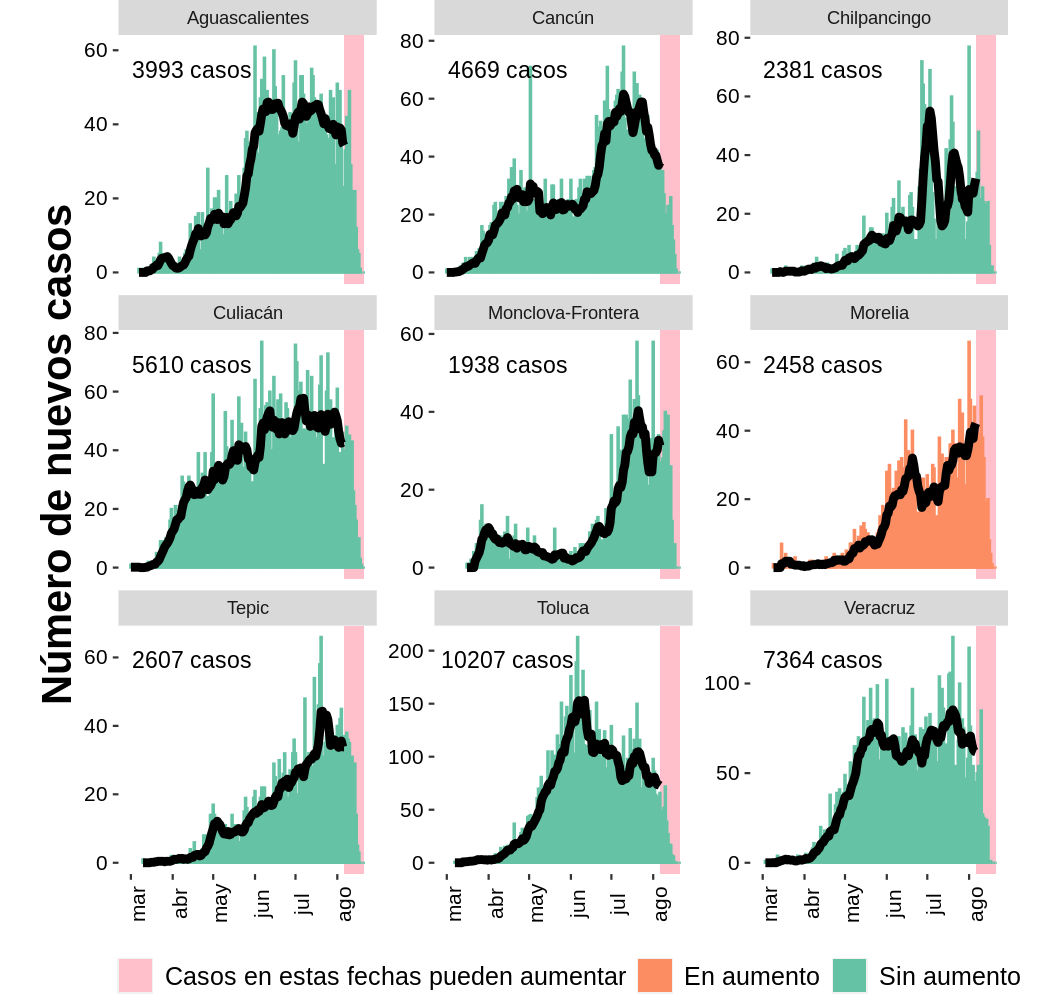 Número de nuevos casos
Aguascalientes
Cancún
Chilpancingo
60
40
20
0
3993 casos
80
60
40
20
0
4669 casos
80
60
40
20
0
2381 casos
Culiacán
Monclova-Frontera
Morelia
80
60
40
20
0
5610 casos
60
40
20
0
1938 casos
60
40
20
0
2458 casos
Tepic
Toluca
Veracruz
60
40
20
0
2607 casos
200
150
100
50
0
10207 casos
100
50
0
7364 casos
mar abr may jun jul ago
mar abr may jun jul ago
mar abr may jun jul ago
Casos en estas fechas pueden aumentar En aumento Sin aumento